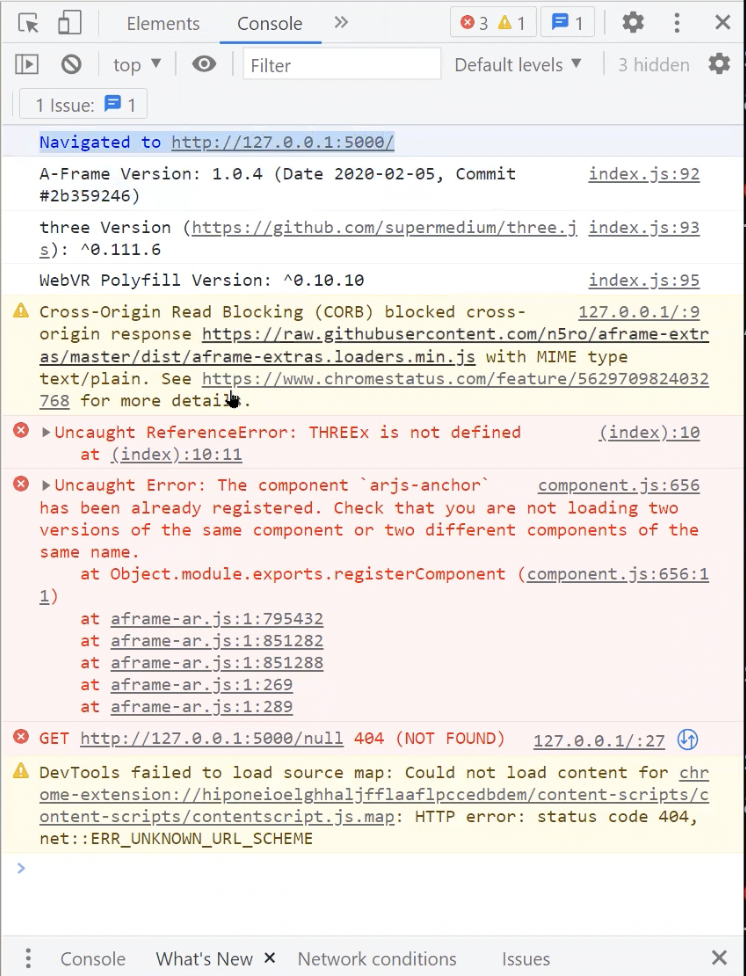 Elements Console 3 1 1
top Filter Default levels 3 hidden
1 Issue: 1
Navigated to http://127.0.0.1:5000/
A-Frame Version: 1.0.4 (Date 2020-02-05, Commit index.js:92
#2b359246)
three Version (https://github.com/supermedium/three.j index.js:93
s): ^0.111.6
WebVR Polyfill Version: ^0.10.10 index.js:95
Cross-Origin Read Blocking (CORB) blocked cross- 127.0.0.1/:9
origin response https://raw.githubusercontent.com/n5ro/aframe-extr
as/master/dist/aframe-extras.loaders.min.js with MIME type
text/plain. See https://www.chromestatus.com/feature/5629709824032
768 for more details.
Uncaught ReferenceError: THREEx is not defined (index):10
at (index):10:11
Uncaught Error: The component `arjs-anchor` component.js:656
has been already registered. Check that you are not loading two
versions of the same component or two different components of the
same name.
at Object.module.exports.registerComponent (component.js:656:1
1)
at aframe-ar.js:1:795432
at aframe-ar.js:1:851282
at aframe-ar.js:1:851288
at aframe-ar.js:1:269
at aframe-ar.js:1:289
GET http://127.0.0.1:5000/null 404 (NOT FOUND) 127.0.0.1/:27
DevTools failed to load source map: Could not load content for chr
ome-extension://hiponeioelghhaljfflaaflpccedbdem/content-scripts/c
ontent-scripts/contentscript.js.map: HTTP error: status code 404,
net::ERR_UNKNOWN_URL_SCHEME
Console What's New Network conditions Issues